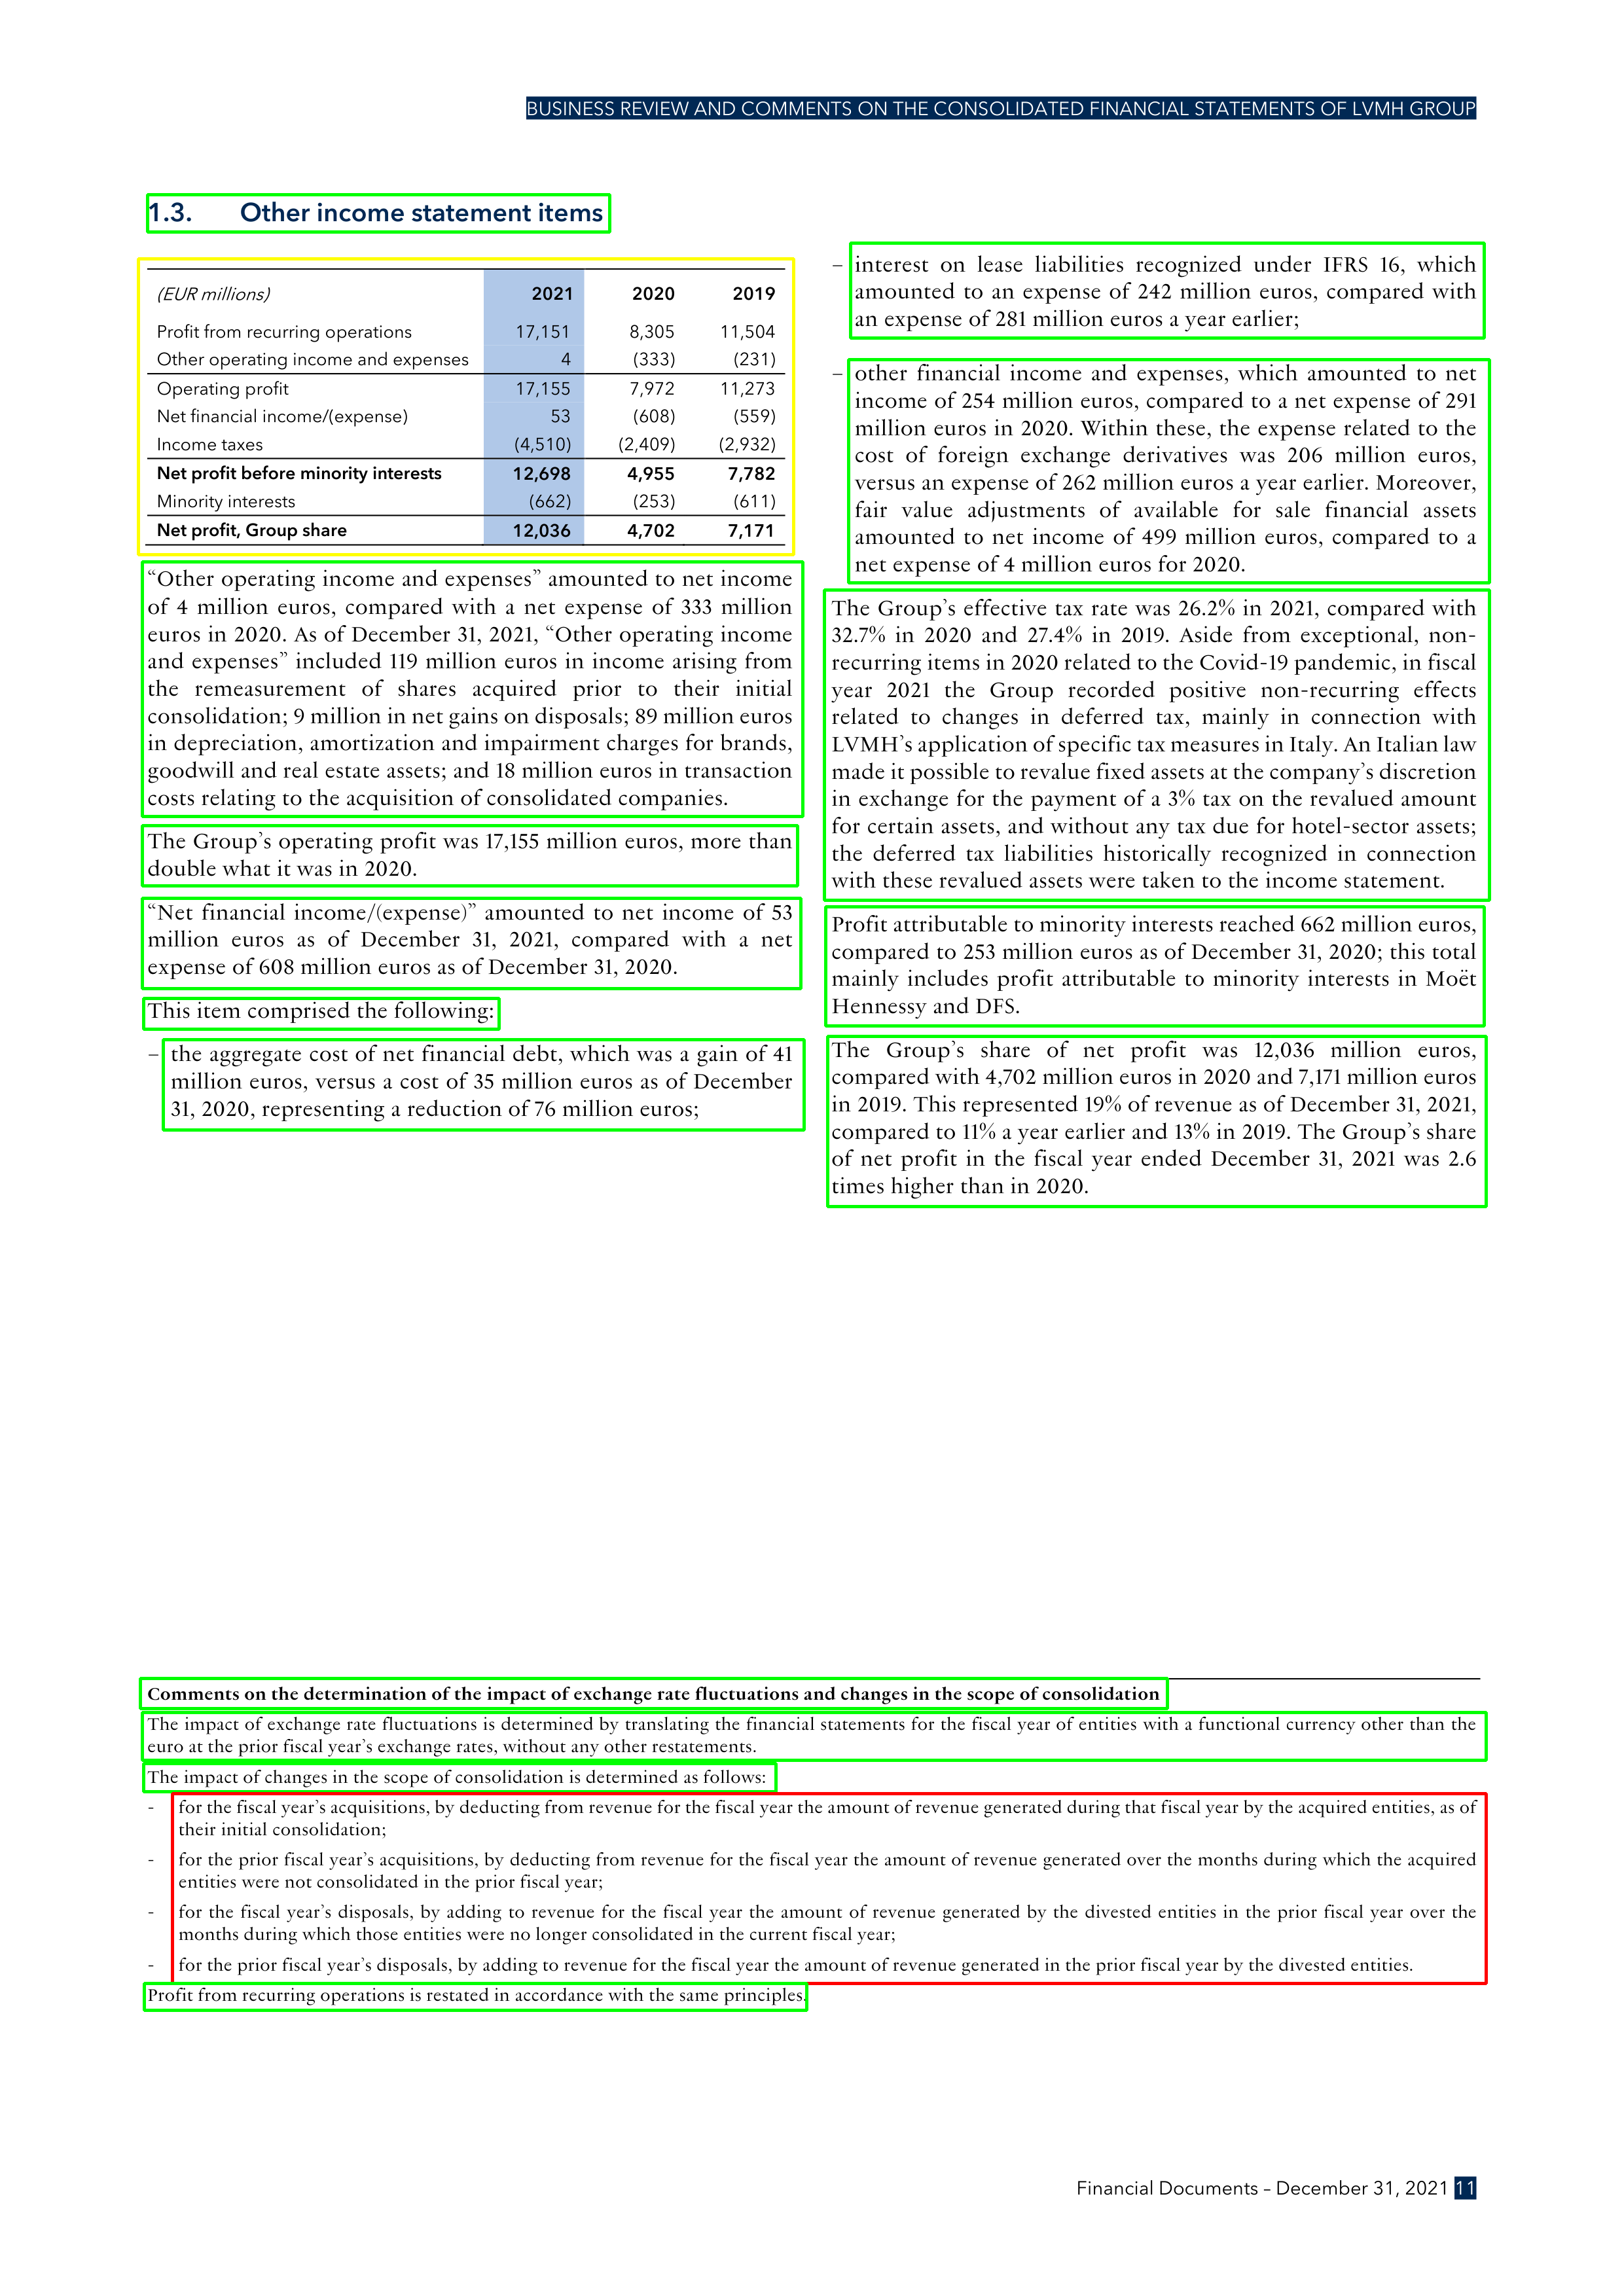 BUSINESS REVIEW AND COMMENTS ON THE CONSOLIDATED FINANCIAL STATEMENTS OF LVMH GROUP
1.3. Other income statement items
(EUR millions) 2021 2020 2019
Profit from recurring operations 17,151 8,305 11,504
Other operating income and expenses 4 (333) (231)
Operating profit 17,155 7,972 11,273
Net financial income/(expense) 53 (608) (559)
Income taxes (4,510) (2,409) (2,932)
Net profit before minority interests 12,698 4,955 7,782
Minority interests (662) (253) (611)
Net profit, Group share 12,036 4,702 7,171
“Other operating income and expenses” amounted to net income
of 4 million euros, compared with a net expense of 333 million
euros in 2020. As of December 31, 2021, “Other operating income
and expenses” included 119 million euros in income arising from
the remeasurement of shares acquired prior to their initial
consolidation; 9 million in net gains on disposals; 89 million euros
in depreciation, amortization and impairment charges for brands,
goodwill and real estate assets; and 18 million euros in transaction
costs relating to the acquisition of consolidated companies.
The Group’s operating profit was 17,155 million euros, more than
double what it was in 2020.
“Net financial income/(expense)” amounted to net income of 53
million euros as of December 31, 2021, compared with a net
expense of 608 million euros as of December 31, 2020.
This item comprised the following:
– the aggregate cost of net financial debt, which was a gain of 41
million euros, versus a cost of 35 million euros as of December
31, 2020, representing a reduction of 76 million euros;
– interest on lease liabilities recognized under IFRS 16, which
amounted to an expense of 242 million euros, compared with
an expense of 281 million euros a year earlier;
– other financial income and expenses, which amounted to net
income of 254 million euros, compared to a net expense of 291
million euros in 2020. Within these, the expense related to the
cost of foreign exchange derivatives was 206 million euros,
versus an expense of 262 million euros a year earlier. Moreover,
fair value adjustments of available for sale financial assets
amounted to net income of 499 million euros, compared to a
net expense of 4 million euros for 2020.
The Group’s effective tax rate was 26.2% in 2021, compared with
32.7% in 2020 and 27.4% in 2019. Aside from exceptional, non-
recurring items in 2020 related to the Covid-19 pandemic, in fiscal
year 2021 the Group recorded positive non-recurring effects
related to changes in deferred tax, mainly in connection with
LVMH’s application of specific tax measures in Italy. An Italian law
made it possible to revalue fixed assets at the company’s discretion
in exchange for the payment of a 3% tax on the revalued amount
for certain assets, and without any tax due for hotel-sector assets;
the deferred tax liabilities historically recognized in connection
with these revalued assets were taken to the income statement.
Profit attributable to minority interests reached 662 million euros,
compared to 253 million euros as of December 31, 2020; this total
mainly includes profit attributable to minority interests in Moët
Hennessy and DFS.
The Group’s share of net profit was 12,036 million euros,
compared with 4,702 million euros in 2020 and 7,171 million euros
in 2019. This represented 19% of revenue as of December 31, 2021,
compared to 11% a year earlier and 13% in 2019. The Group’s share
of net profit in the fiscal year ended December 31, 2021 was 2.6
times higher than in 2020.
Comments on the determination of the impact of exchange rate fluctuations and changes in the scope of consolidation
The impact of exchange rate fluctuations is determined by translating the financial statements for the fiscal year of entities with a functional currency other than the
euro at the prior fiscal year’s exchange rates, without any other restatements.
The impact of changes in the scope of consolidation is determined as follows:
- for the fiscal year’s acquisitions, by deducting from revenue for the fiscal year the amount of revenue generated during that fiscal year by the acquired entities, as of
their initial consolidation;
- for the prior fiscal year’s acquisitions, by deducting from revenue for the fiscal year the amount of revenue generated over the months during which the acquired
entities were not consolidated in the prior fiscal year;
- for the fiscal year’s disposals, by adding to revenue for the fiscal year the amount of revenue generated by the divested entities in the prior fiscal year over the
months during which those entities were no longer consolidated in the current fiscal year;
- for the prior fiscal year’s disposals, by adding to revenue for the fiscal year the amount of revenue generated in the prior fiscal year by the divested entities.
Profit from recurring operations is restated in accordance with the same principles.
Financial Documents – December 31, 2021 11